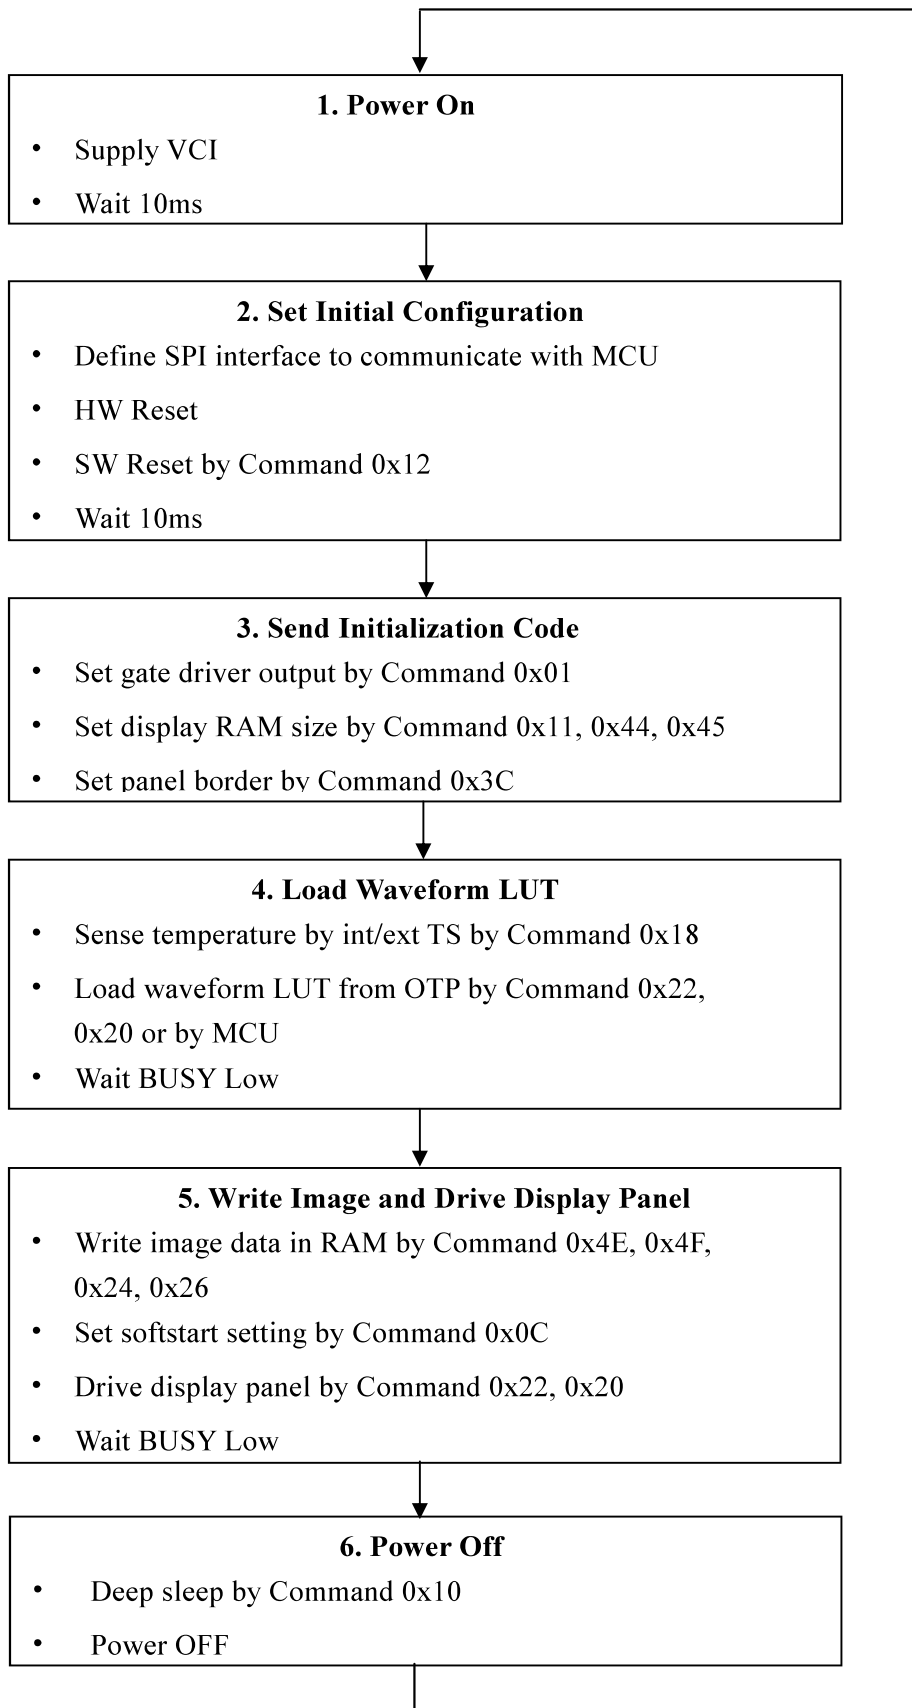 1. Power On
• Supply VCI
• Wait 10ms
2. Set Initial Configuration
• Define SPI interface to communicate with MCU
• HW Reset
• SW Reset by Command 0x12
• Wait 10ms
3. Send Initialization Code
• Set gate driver output by Command 0x01
• Set display RAM size by Command 0x11, 0x44, 0x45
• Set panel border by Command 0x3C
4. Load Waveform LUT
• Sense temperature by int/ext TS by Command 0x18
• Load waveform LUT from OTP by Command 0x22,
0x20 or by MCU
• Wait BUSY Low
5. Write Image and Drive Display Panel
• Write image data in RAM by Command 0x4E, 0x4F,
0x24, 0x26
• Set softstart setting by Command 0x0C
• Drive display panel by Command 0x22, 0x20
• Wait BUSY Low
6. Power Off
• Deep sleep by Command 0x10
• Power OFF